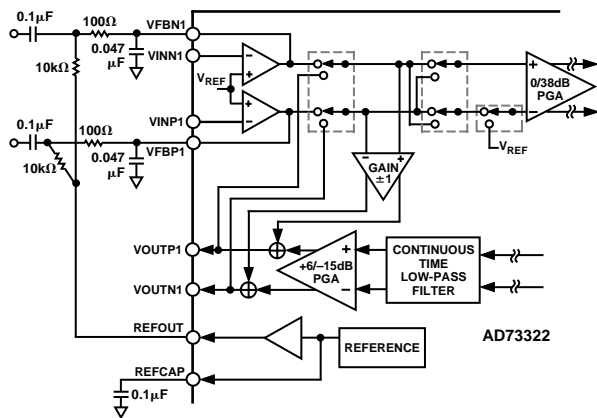 0.1μF
100Ω
VFBN1
VINN1
0.047
μF
10kΩ
VREF
0/38dB
PGA
0.1μF
100Ω
VINP1
VFBP1
10kΩ
0.047
μF
VREF
GAIN
±1
VOUTP1
+6/–15dB
PGA
CONTINUOUS
TIME
LOW-PASS
FILTER
VOUTN1
REFOUT
REFERENCE
AD73322
REFCAP
0.1μF